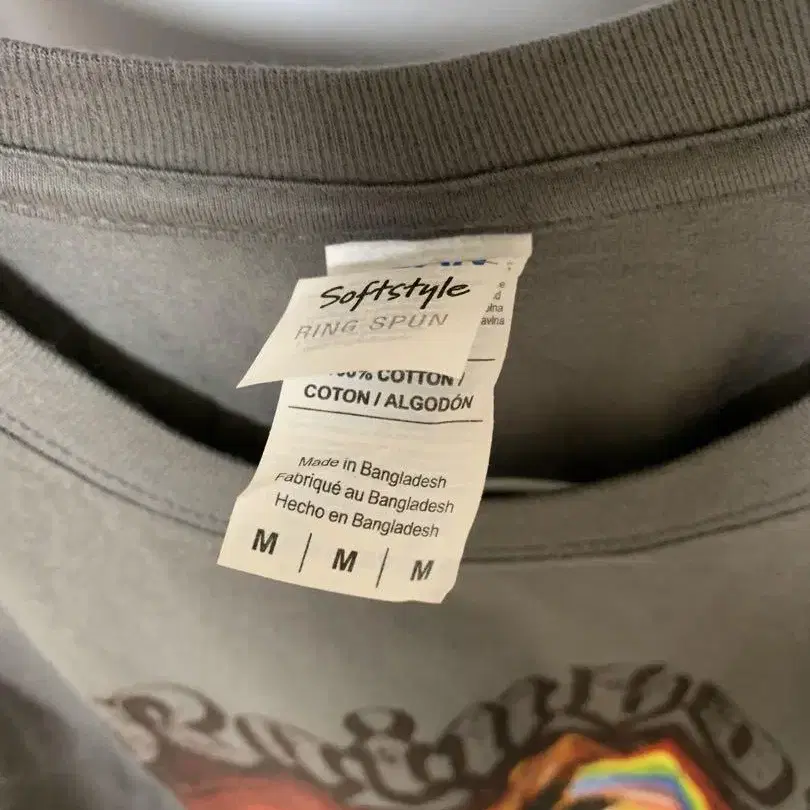 Softstyle
RING SPUN
COTTON /
COTON / ALGODÓN
Made in Bangladesh
Fabriqué au Bangladesh
Hecho en Bangladesh
M | M | M